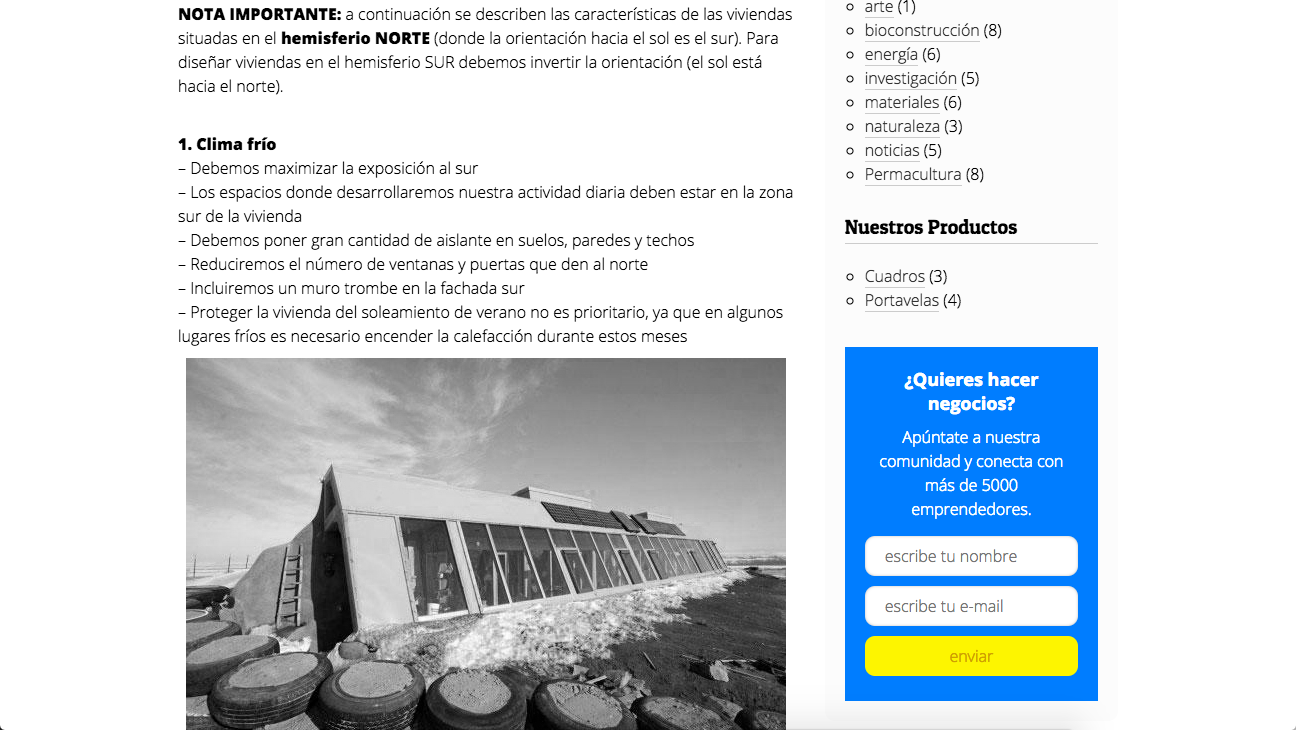 NOTA IMPORTANTE: a continuación se describen las características de las viviendas
situadas en el hemisferio NORTE (donde la orientación hacia el sol es el sur). Para
diseñar viviendas en el hemisferio SUR debemos invertir la orientación (el sol está
hacia el norte).
1. Clima frío
– Debemos maximizar la exposición al sur
– Los espacios donde desarrollaremos nuestra actividad diaria deben estar en la zona
sur de la vivienda
– Debemos poner gran cantidad de aislante en suelos, paredes y techos
– Reduciremos el número de ventanas y puertas que den al norte
– Incluiremos un muro trombe en la fachada sur
– Proteger la vivienda del soleamiento de verano no es prioritario, ya que en algunos
lugares fríos es necesario encender la calefacción durante estos meses
arte (1)
bioconstrucción (8)
energía (6)
investigación (5)
materiales (6)
naturaleza (3)
noticias (5)
Permacultura (8)
Nuestros Productos
Cuadros (3)
Portavelas (4)
¿Quieres hacer
negocios?
Apúntate a nuestra
comunidad y conecta con
más de 5000
emprendedores.
escribe tu nombre
escribe tu e-mail
enviar